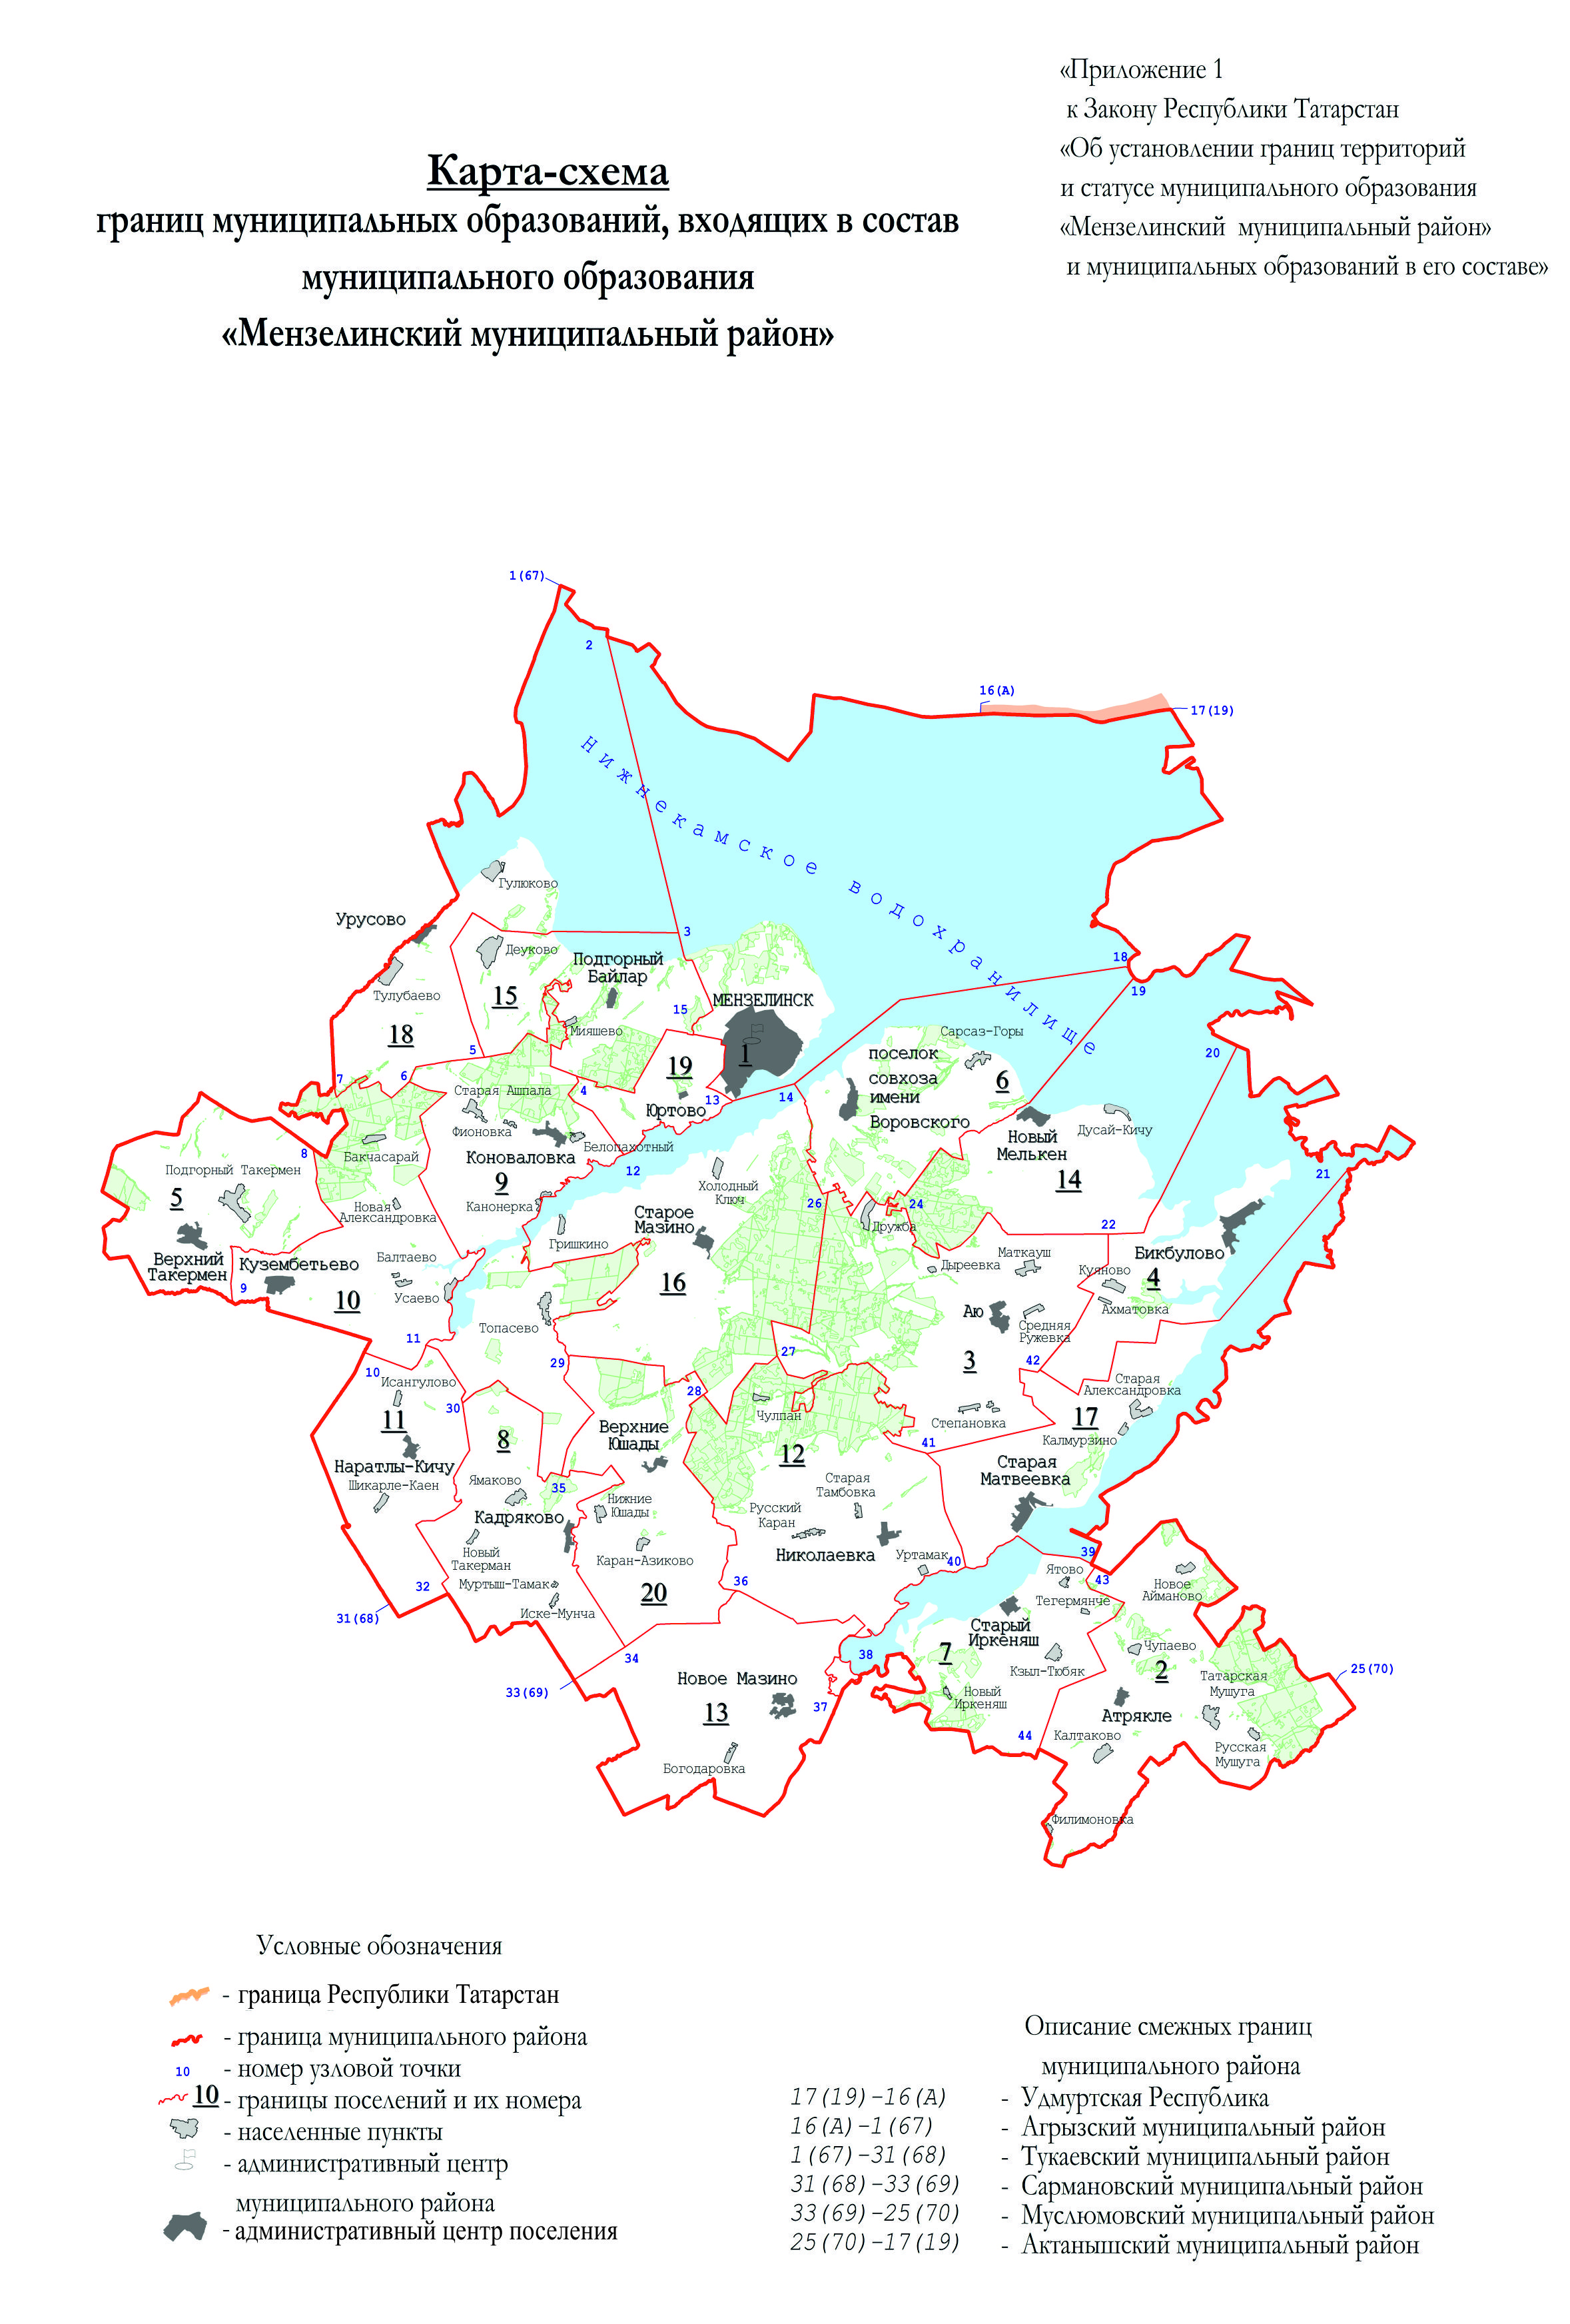 «Приложение 1
к Закону Республики Татарстан
«Об установлении границ территорий
и статусе муниципального образования
«Мензелинский муниципальный район»
и муниципальных образований в его составе»
Карта-схема
границ муниципальных образований, входящих в состав
муниципального образования
«Мензелинский муниципальный район»
1(67)
2
16(А)
17(19)
Нижнекамское водохранилище
Гулюково
Урусово
Деуково
3
18
19
Подгорный
Байлар
Тулубаево
15
МЕНЗЕЛИНСК
15
Мияшево
18
Сарсаз-Горы
20
5
1
поселок
совхоза
имени
Воровского
19
6
7
6
4
Старая Ашпала
13
14
Юртово
Фионовка
Белопахотный
Новый
Мелькен
Дусай-Кичу
8
Бакчасарай
Коноваловка
12
14
21
Подгорный Такермен
9
Холодный
Ключ
5
Новая
Александровка
Канонерка
26
24
Старое
Мазино
Дружба
22
Гришкино
Верхний
Такермен
Кузембетьево
Балтаево
Маткауш
Бикбулово
Дыреевка
Куяново
4
9
10
Усаево
16
Ахматовка
Аю
Средняя
Ружевка
Топасево
11
10
29
27
3
42
Исангулово
28
Старая
Александровка
30
11
8
Чулпан
Степановка
17
Верхние
Юшады
Калмурзино
12
41
Наратлы-Кичу
Шикарле-Каен
Ямаково
35
Старая
Матвеевка
Старая
Тамбовка
Нижние
Юшады
Русский
Каран
Кадряково
Новый
Такерман
Каран-Азиково
Николаевка
Уртамак
40
39
Ятово
43
Муртыш-Тамак
32
20
36
Новое
Айманово
Тегермянче
31(68)
Иске-Мунча
Старый
Иркеняш
7
38
34
Чупаево
Кзыл-Тюбяк
2
Татарская
Мушуга
25(70)
33(69)
Новое Мазино
13
37
Новый
Иркеняш
Атрякле
44
Калтаково
Русская
Мушуга
Богодаровка
Филимоновка
Условные обозначения
- граница Республики Татарстан
- граница муниципального района
10 - номер узловой точки
10 - границы поселений и их номера
- населенные пункты
- административный центр
муниципального района
- административный центр поселения
Описание смежных границ
муниципального района
17(19)-16(А) - Удмуртская Республика
16(А)-1(67) - Агрызский муниципальный район
1(67)-31(68) - Тукаевский муниципальный район
31(68)-33(69) - Сармановский муниципальный район
33(69)-25(70) - Муслюмовский муниципальный район
25(70)-17(19) - Актанышский муниципальный район